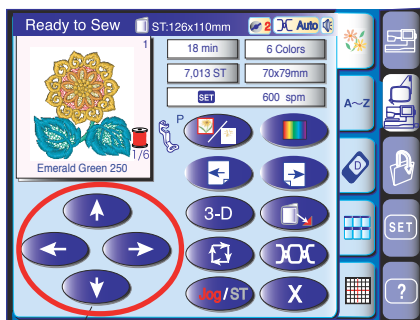 Ready to Sew
ST:126x110mm
2
Auto
1
18 min
6 Colors
7,013 ST
70x79mm
SET
600 spm
P
1/6
Emerald Green 250
A~Z
D
3-D
Jog/ST
X
SET
?